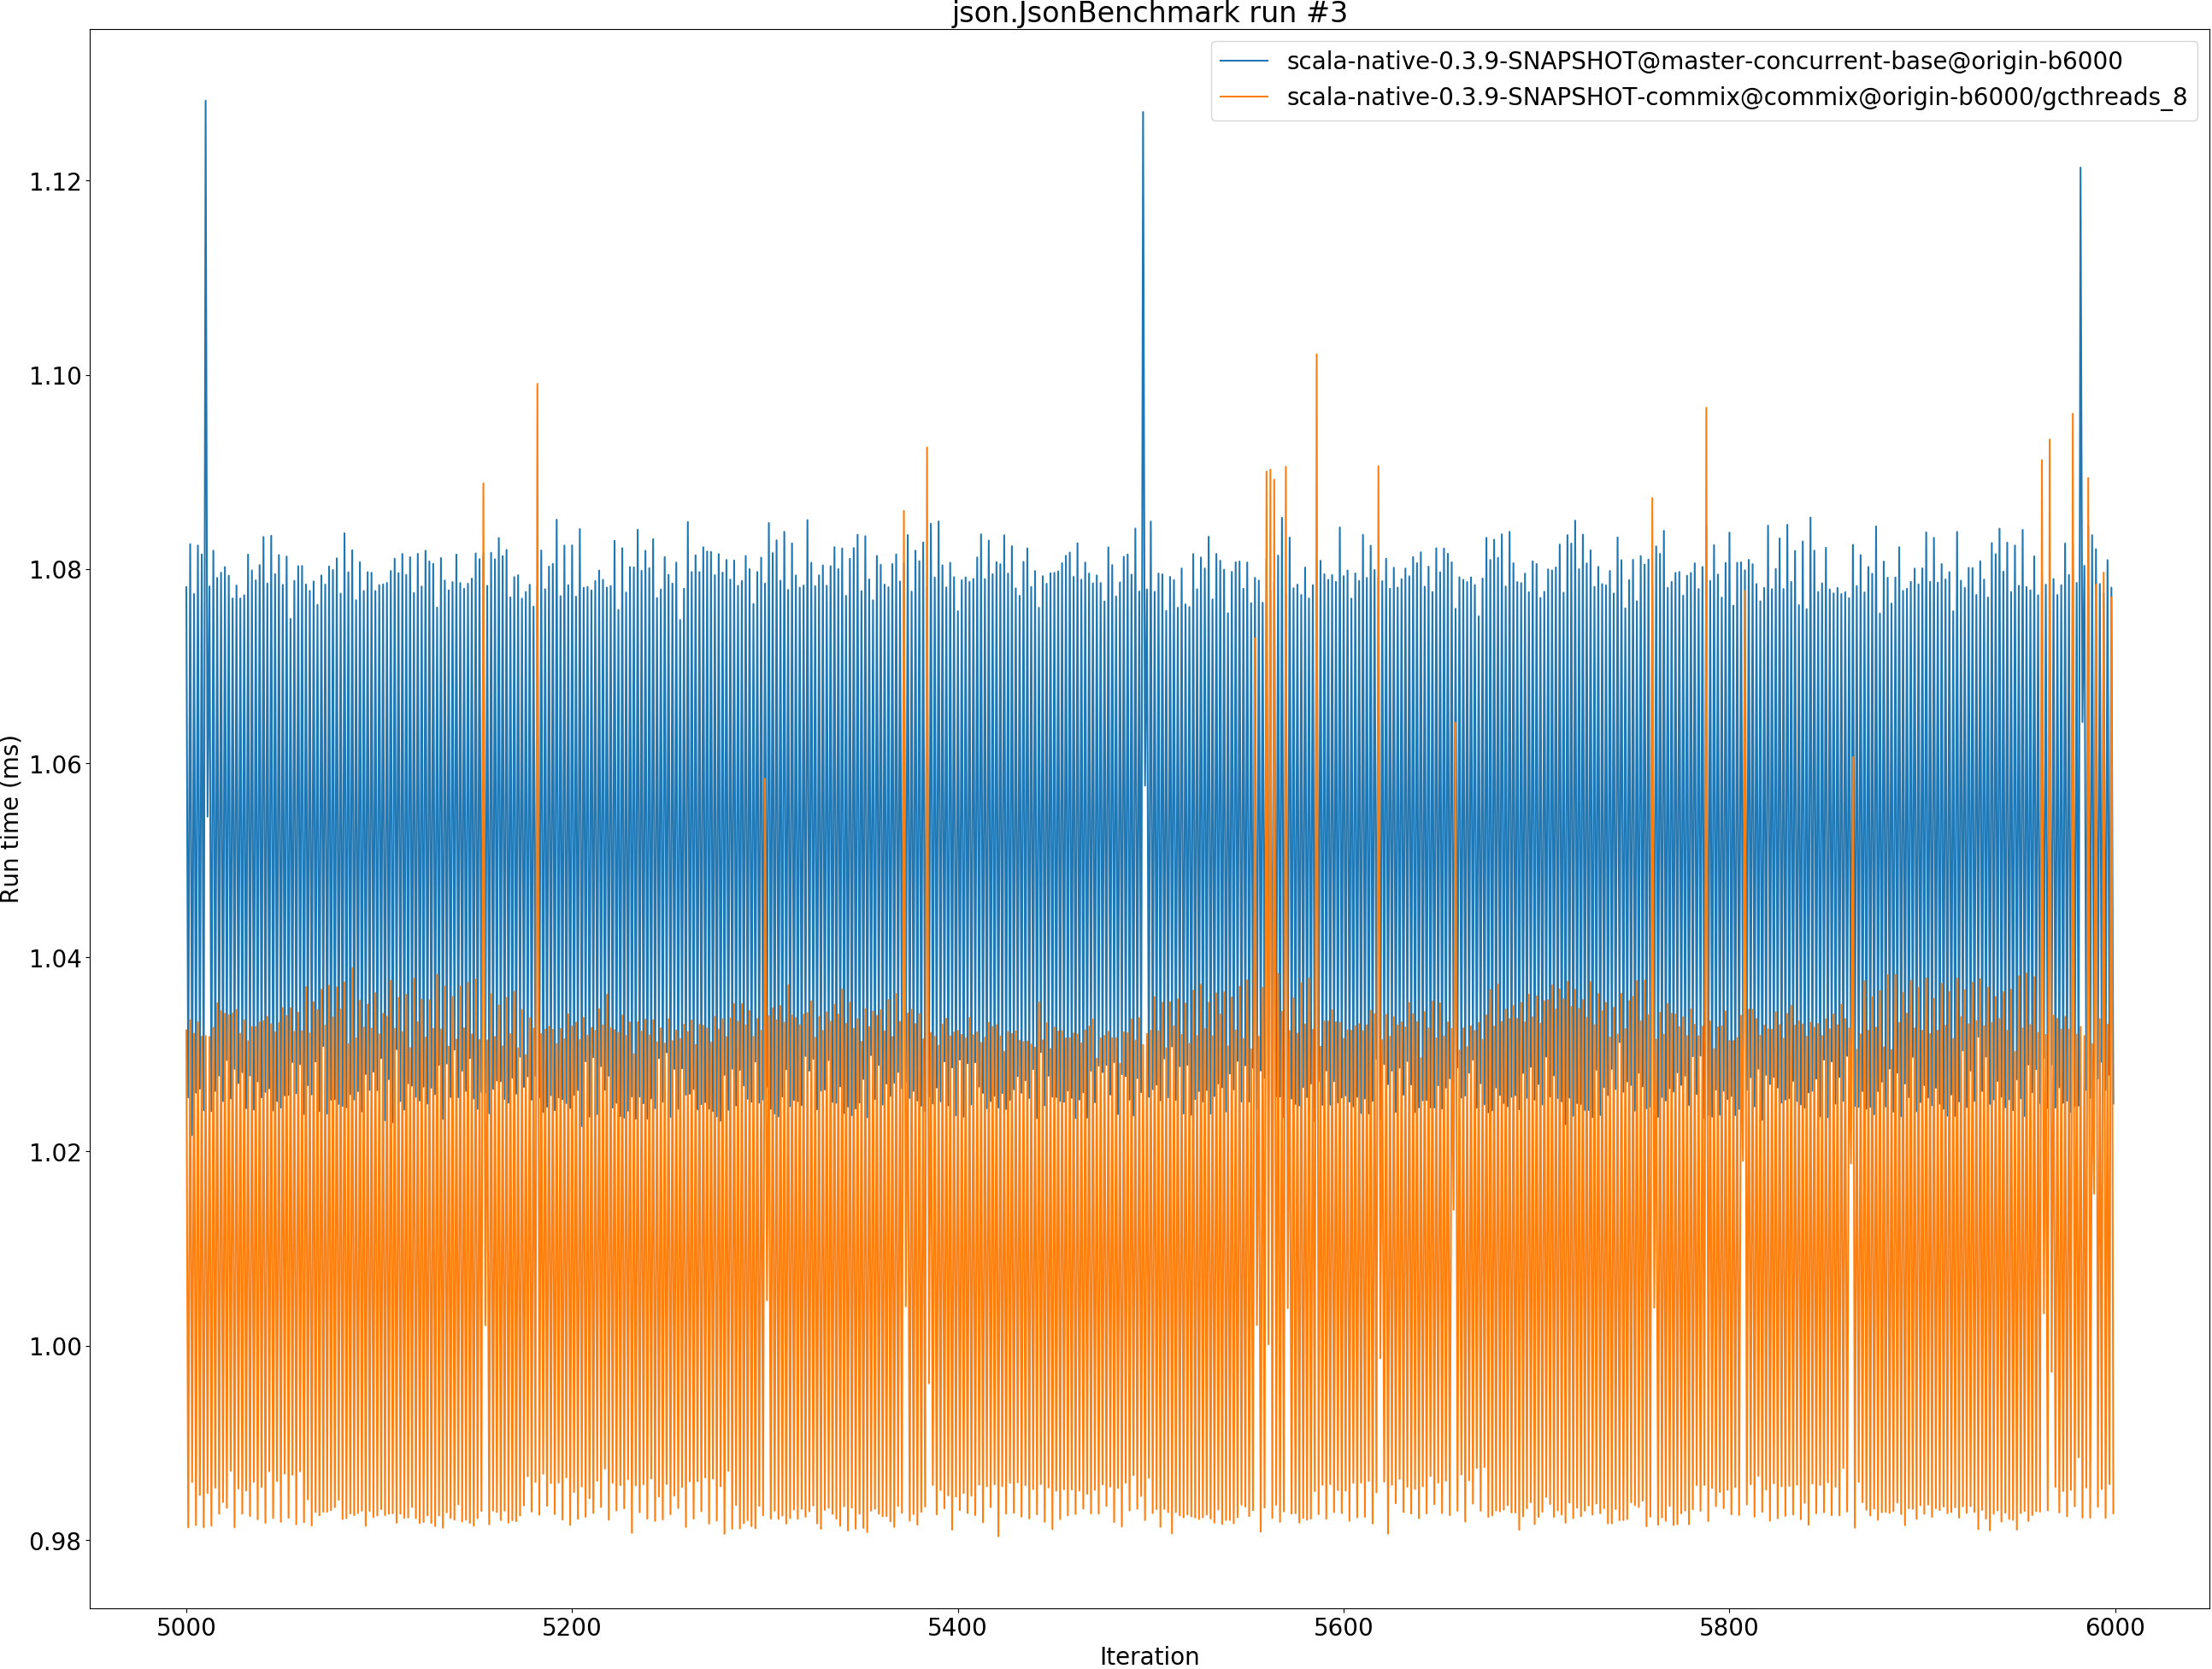 json.JsonBenchmark run #3
scala-native-0.3.9-SNAPSHOT@master-concurrent-base@origin-b6000
scala-native-0.3.9-SNAPSHOT-commix@commix@origin-b6000/gcthreads_8
1.12
1.10
1.08
1.06
1.04
1.02
1.00
0.98
Run time (ms)
5000 5200 5400 5600 5800 6000
Iteration